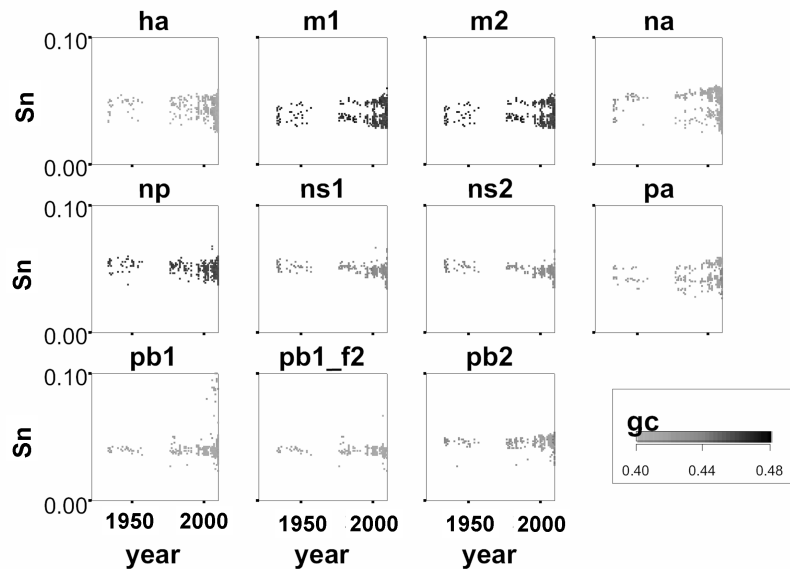 ha m1 m2 na
0.10
Sn
0.00
np ns1 ns2 pa
0.10
Sn
0.00
pb1 pb1_f2 pb2
0.10
Sn
gc
0.40 0.44 0.48
0.00
1950 2000 1950 2000 1950 2000
year year year